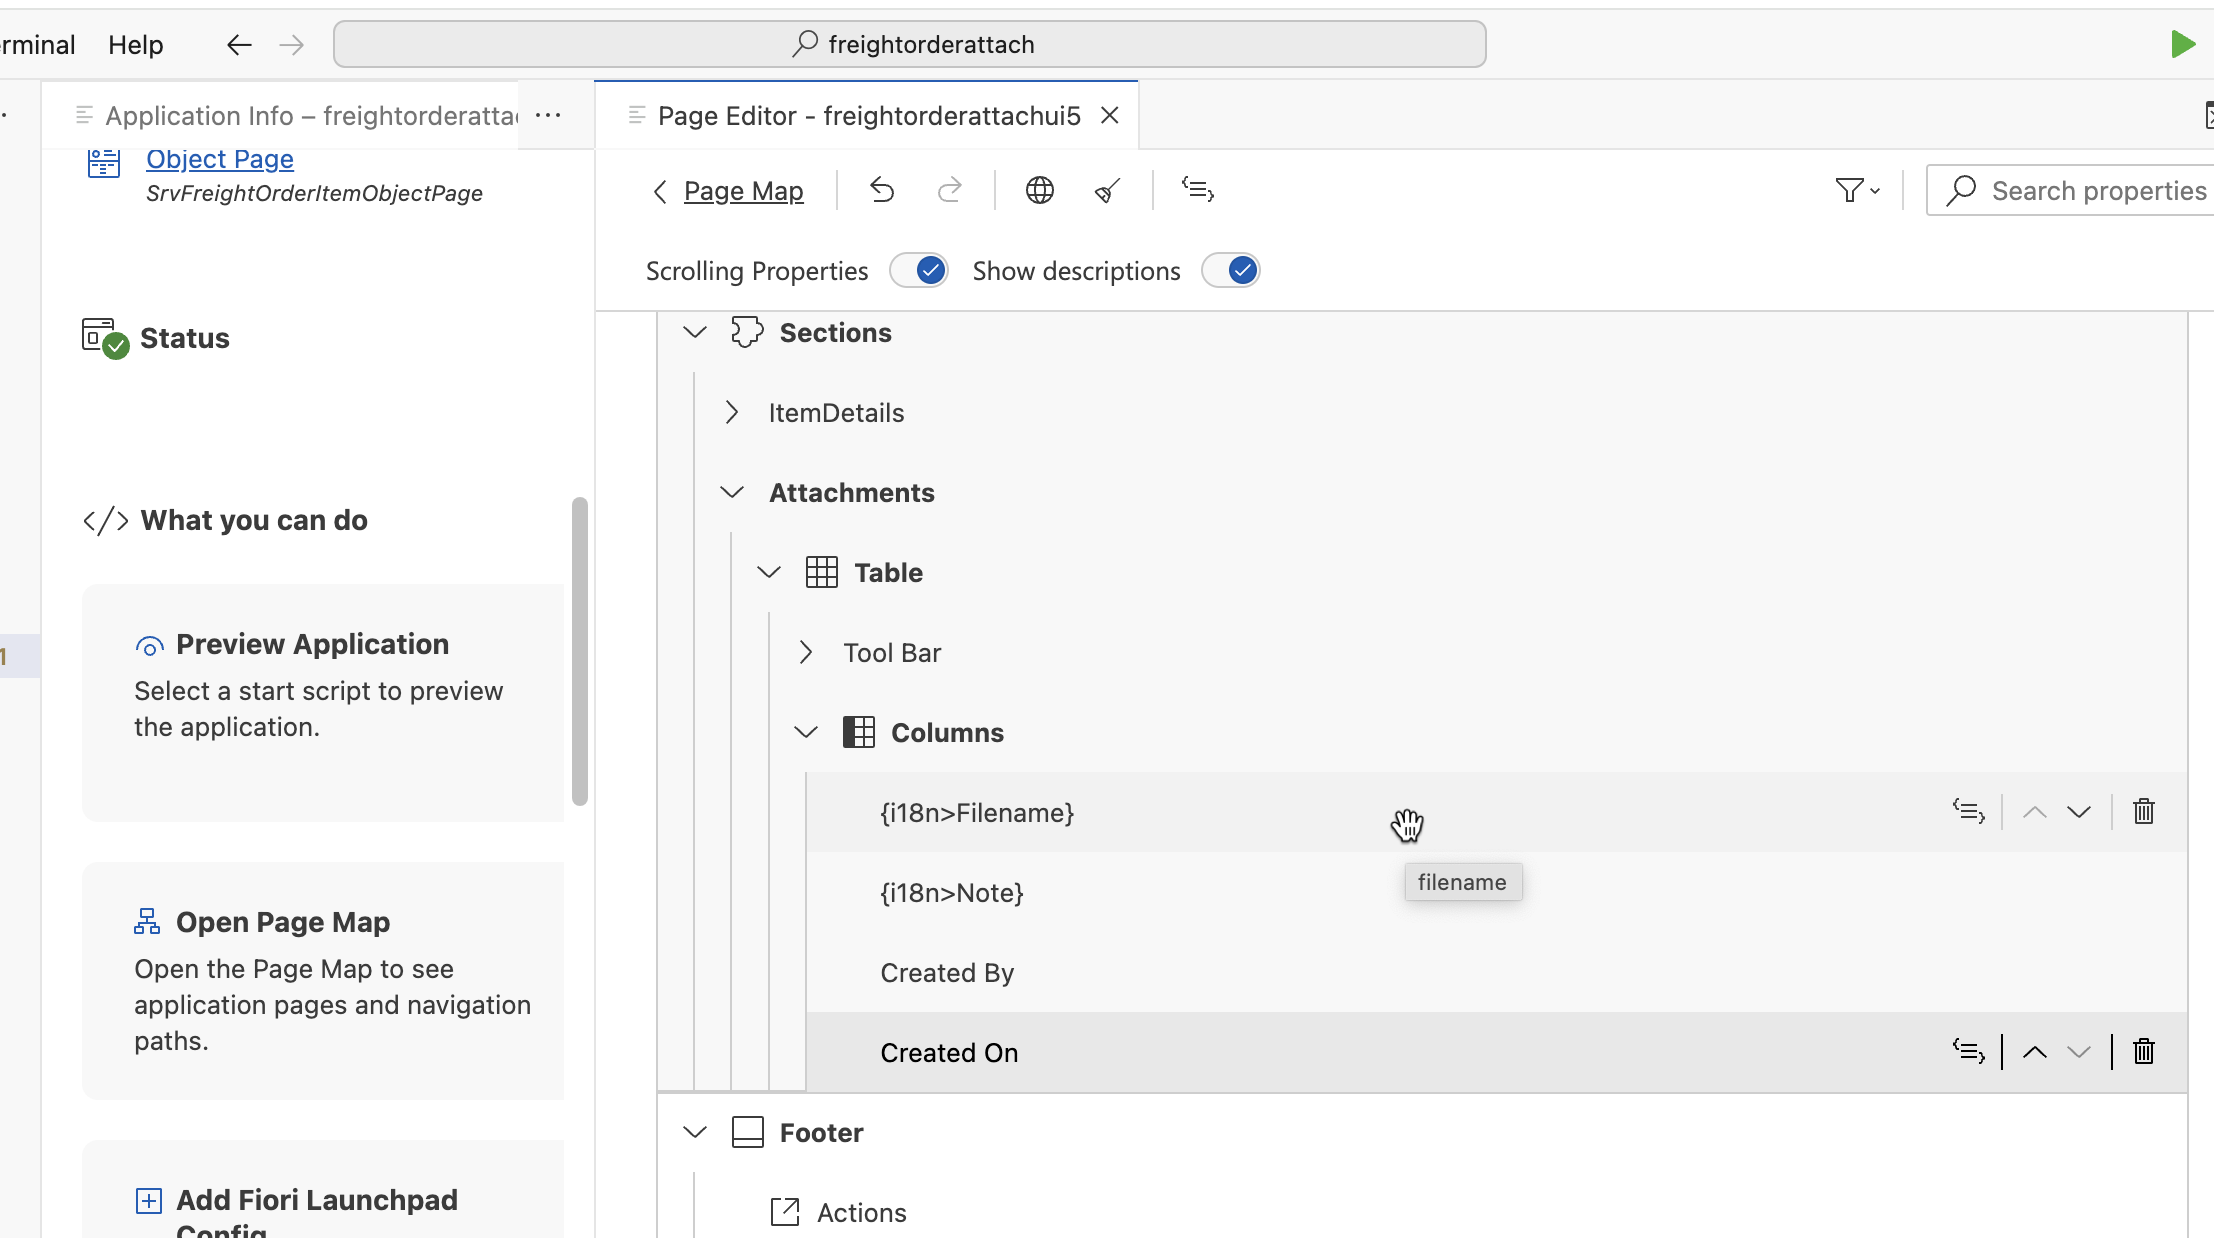 Help
freightorderattach
Application Info – freightorderatta
Page Editor - freightorderattachui5
Object Page
SrvFreightOrderItemObjectPage
Page Map
Search properties
Scrolling Properties
Show descriptions
Status
What you can do
Preview Application
Select a start script to preview
the application.
Open Page Map
Open the Page Map to see
application pages and navigation
paths.
Add Fiori Launchpad
Config
Sections
ItemDetails
Attachments
Table
Tool Bar
Columns
{i18n>Filename}
filename
{i18n>Note}
Created By
Created On
Footer
Actions